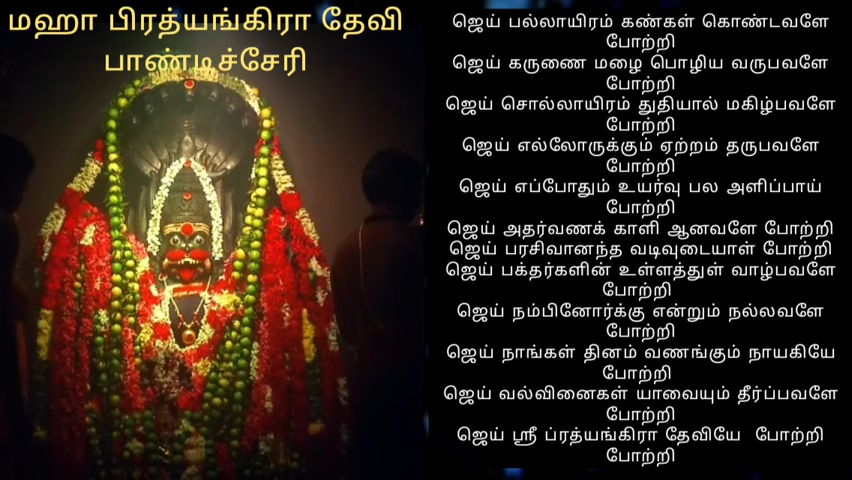 மஹா பிரத்யங்கிரா தேவி
பாண்டிச்சேரி
ஜெய் பல்லாயிரம் கண்கள் கொண்டவளே
போற்றி
ஜெய் கருணை மழை பொழிய வருபவளே
போற்றி
ஜெய் சொல்லாயிரம் துதியால் மகிழ்பவளே
போற்றி
ஜெய் எல்லோருக்கும் ஏற்றம் தருபவளே
போற்றி
ஜெய் எப்போதும் உயர்வு பல அளிப்பாய்
போற்றி
ஜெய் அதர்வணக் காளி ஆனவளே போற்றி
ஜெய் பரசிவானந்த வடிவுடையாள் போற்றி
ஜெய் பக்தர்களின் உள்ளத்துள் வாழ்பவளே
போற்றி
ஜெய் நம்பினோர்க்கு என்றும் நல்லவளே
போற்றி
ஜெய் நாங்கள் தினம் வணங்கும் நாயகியே
போற்றி
ஜெய் வல்வினைகள் யாவையும் தீர்ப்பவளே
போற்றி
ஜெய் ஸ்ரீ ப்ரத்யங்கிரா தேவியே போற்றி
போற்றி